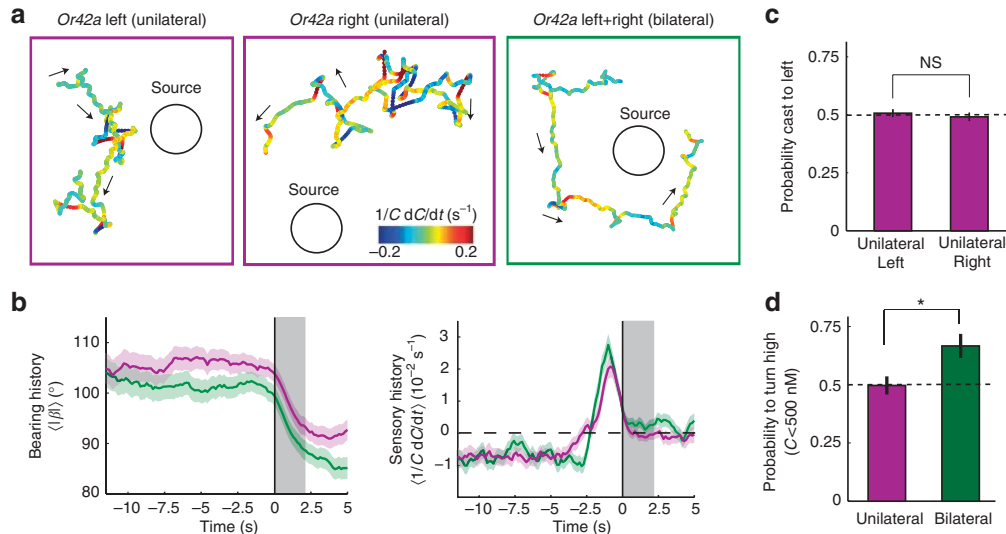 a
Or42a left (unilateral)
Or42a right (unilateral)
Or42a left+right (bilateral)
Source
Source
Source
1/C dC/dt (s−1)
−0.2 0.2
b
Bearing history
⟨|β|⟩ (°)
110
100
90
80
−10 −7.5 −5 −2.5 0 2.5 5
Time (s)
Sensory history
⟨1/C dC/dt⟩ (10−2 s−1)
3
2
1
0
−1
−10 −7.5 −5 −2.5 0 2.5 5
Time (s)
c
Probability cast to left
0.75
0.5
0.25
0
NS
Unilateral Left
Unilateral Right
d
Probability to turn high
(C<500 nM)
0.75
0.5
0.25
0
*
Unilateral Bilateral